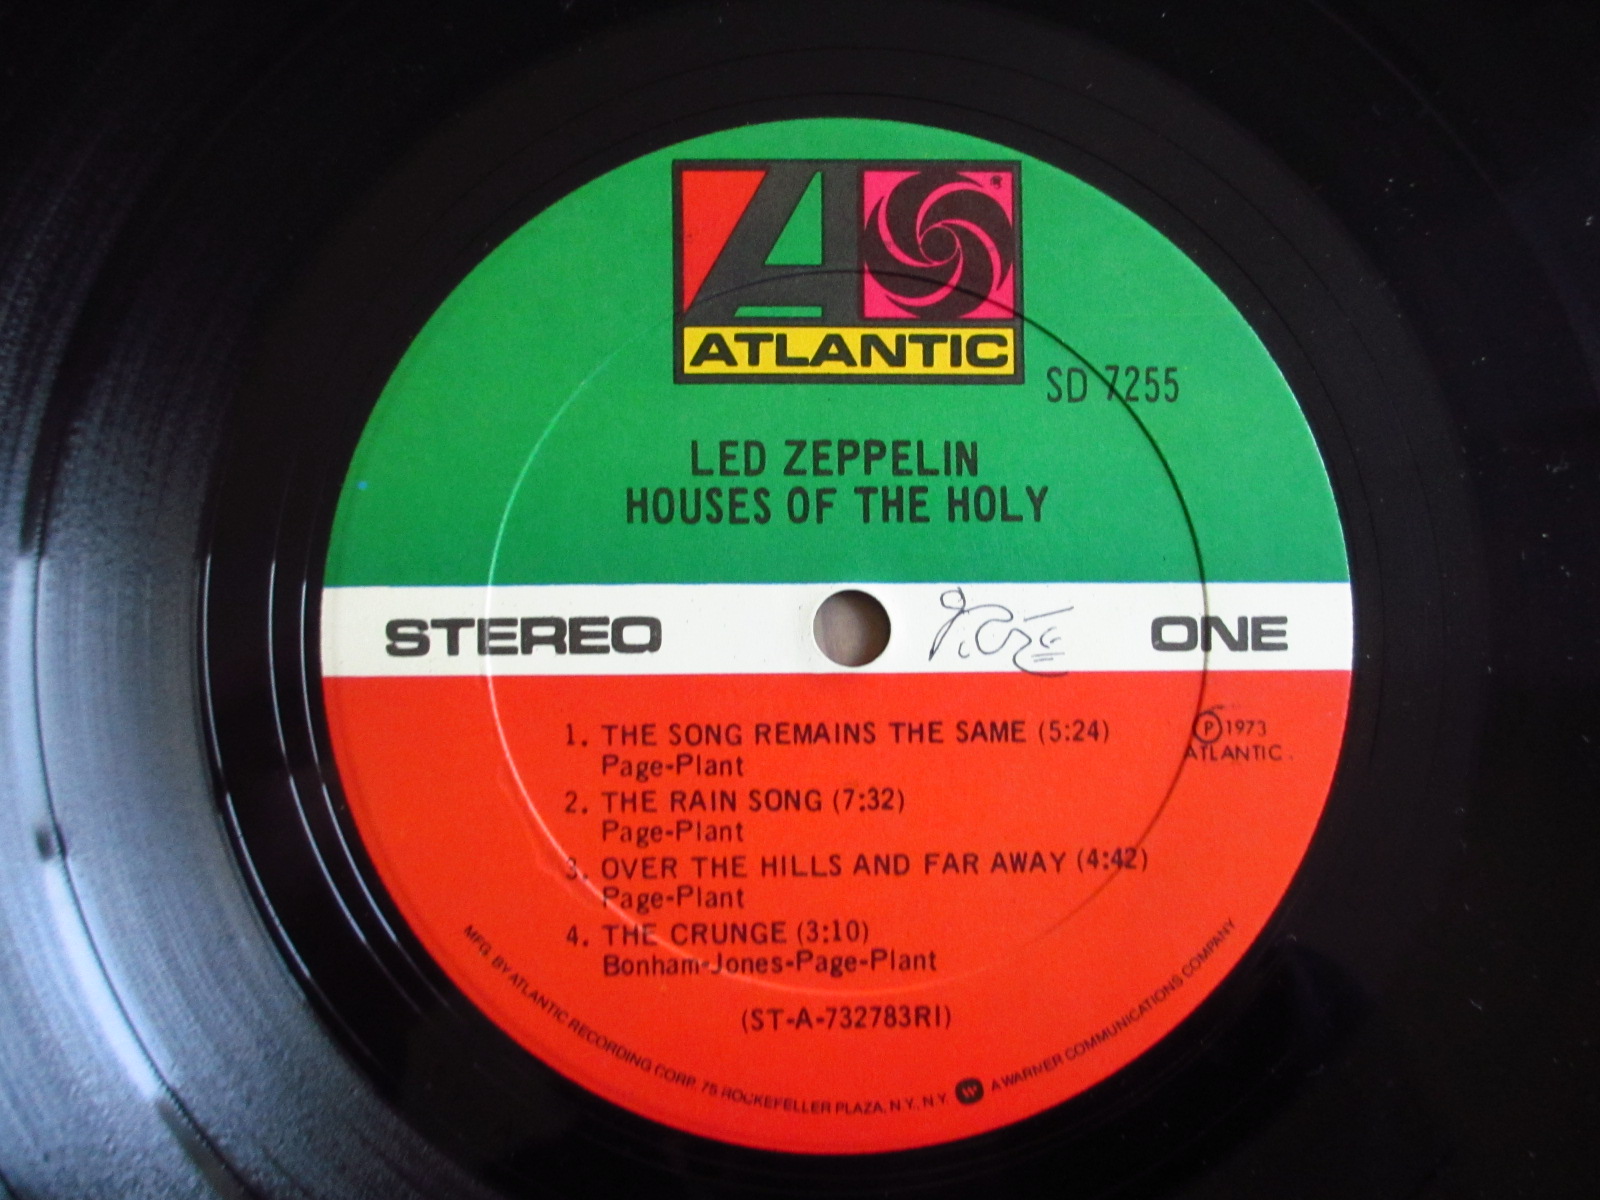 ATLANTIC
SD 7255
LED ZEPPELIN
HOUSES OF THE HOLY
STEREO
ONE
1. THE SONG REMAINS THE SAME (5:24)
Page-Plant
2. THE RAIN SONG (7:32)
Page-Plant
3. OVER THE HILLS AND FAR AWAY (4:42)
Page-Plant
4. THE CRUNGE (3:10)
Bonham-Jones-Page-Plant
(ST-A-732783RI)
Ⓟ1973
ATLANTIC.
MFG. BY ATLANTIC RECORDING CORP. 75 ROCKEFELLER PLAZA, N.Y., N.Y. A WARNER COMMUNICATIONS COMPANY